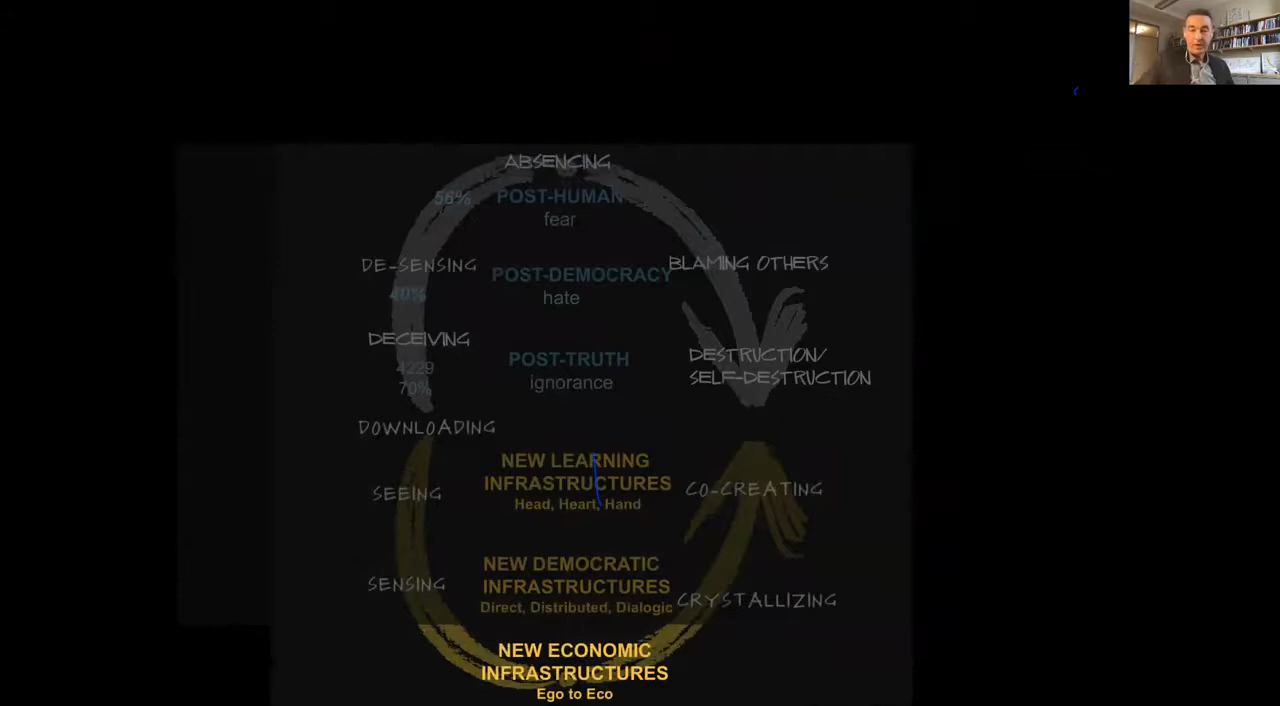 ABSENCING
56%
POST-HUMAN
fear
DE-SENSING
POST-DEMOCRACY
BLAMING OTHERS
40%
hate
DECEIVING
POST-TRUTH
DESTRUCTION/
4229
ignorance
SELF-DESTRUCTION
70%
DOWNLOADING
NEW LEARNING
INFRASTRUCTURES
SEEING
CO-CREATING
Head, Heart, Hand
NEW DEMOCRATIC
INFRASTRUCTURES
SENSING
CRYSTALLIZING
Direct, Distributed, Dialogic
NEW ECONOMIC
INFRASTRUCTURES
Ego to Eco